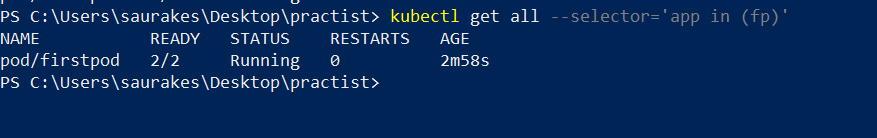 PS C:\Users\saurakes\Desktop\practist> kubectl get all --selector='app in (fp)'
NAME READY STATUS RESTARTS AGE
pod/firstpod 2/2 Running 0 2m58s
PS C:\Users\saurakes\Desktop\practist>